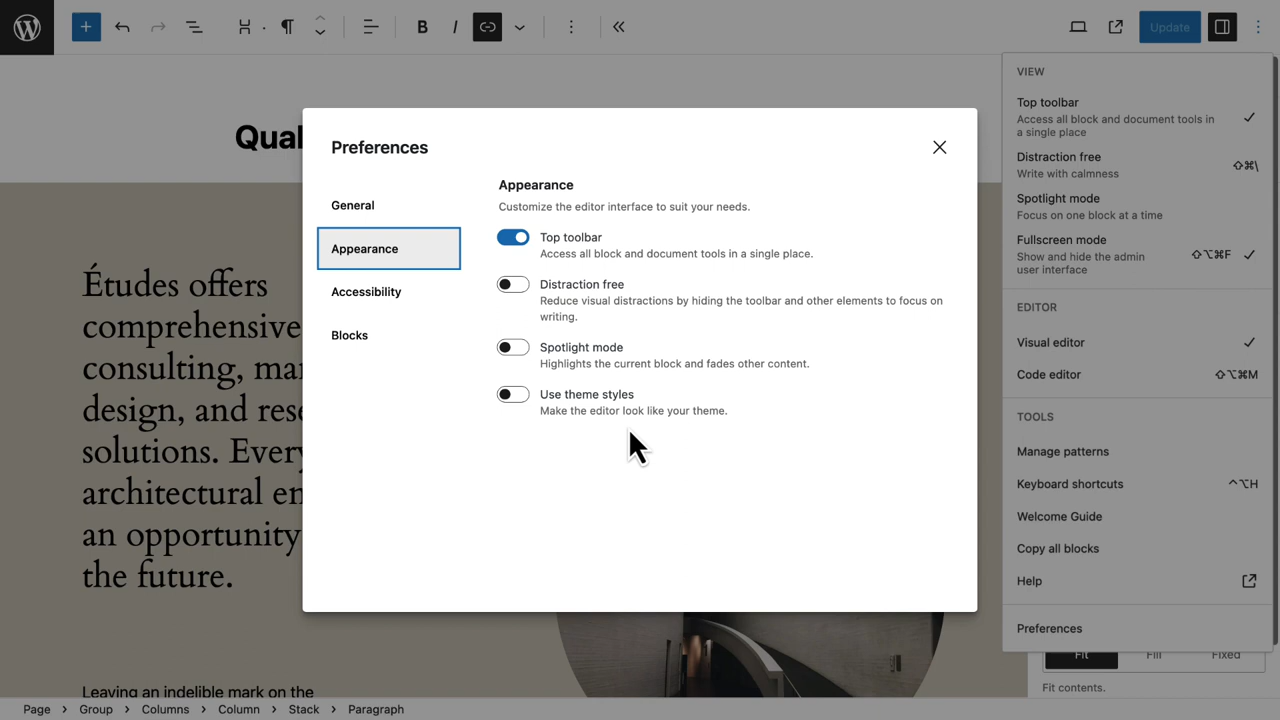 B I
Update
Qual
Études offers
comprehensive
consulting, mar
design, and rese
solutions. Every
architectural en
an opportunity
the future.
Leaving an indelible mark on the
Preferences
General
Appearance
Accessibility
Blocks
Appearance
Customize the editor interface to suit your needs.
Top toolbar
Access all block and document tools in a single place.
Distraction free
Reduce visual distractions by hiding the toolbar and other elements to focus on
writing.
Spotlight mode
Highlights the current block and fades other content.
Use theme styles
Make the editor look like your theme.
VIEW
Top toolbar
Access all block and document tools in
a single place
Distraction free ⇧⌘\
Write with calmness
Spotlight mode
Focus on one block at a time
Fullscreen mode
Show and hide the admin ⇧⌥⌘F
user interface
EDITOR
Visual editor
Code editor ⇧⌥⌘M
TOOLS
Manage patterns
Keyboard shortcuts ^⌥H
Welcome Guide
Copy all blocks
Help
Preferences
Fit Fill Fixed
Fit contents.
Page > Group > Columns > Column > Stack > Paragraph